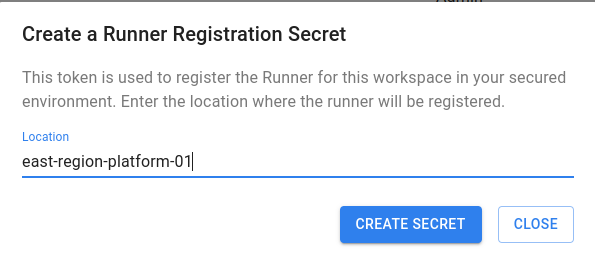 Create a Runner Registration Secret
This token is used to register the Runner for this workspace in your secured
environment. Enter the location where the runner will be registered.
Location
east-region-platform-01
CREATE SECRET
CLOSE